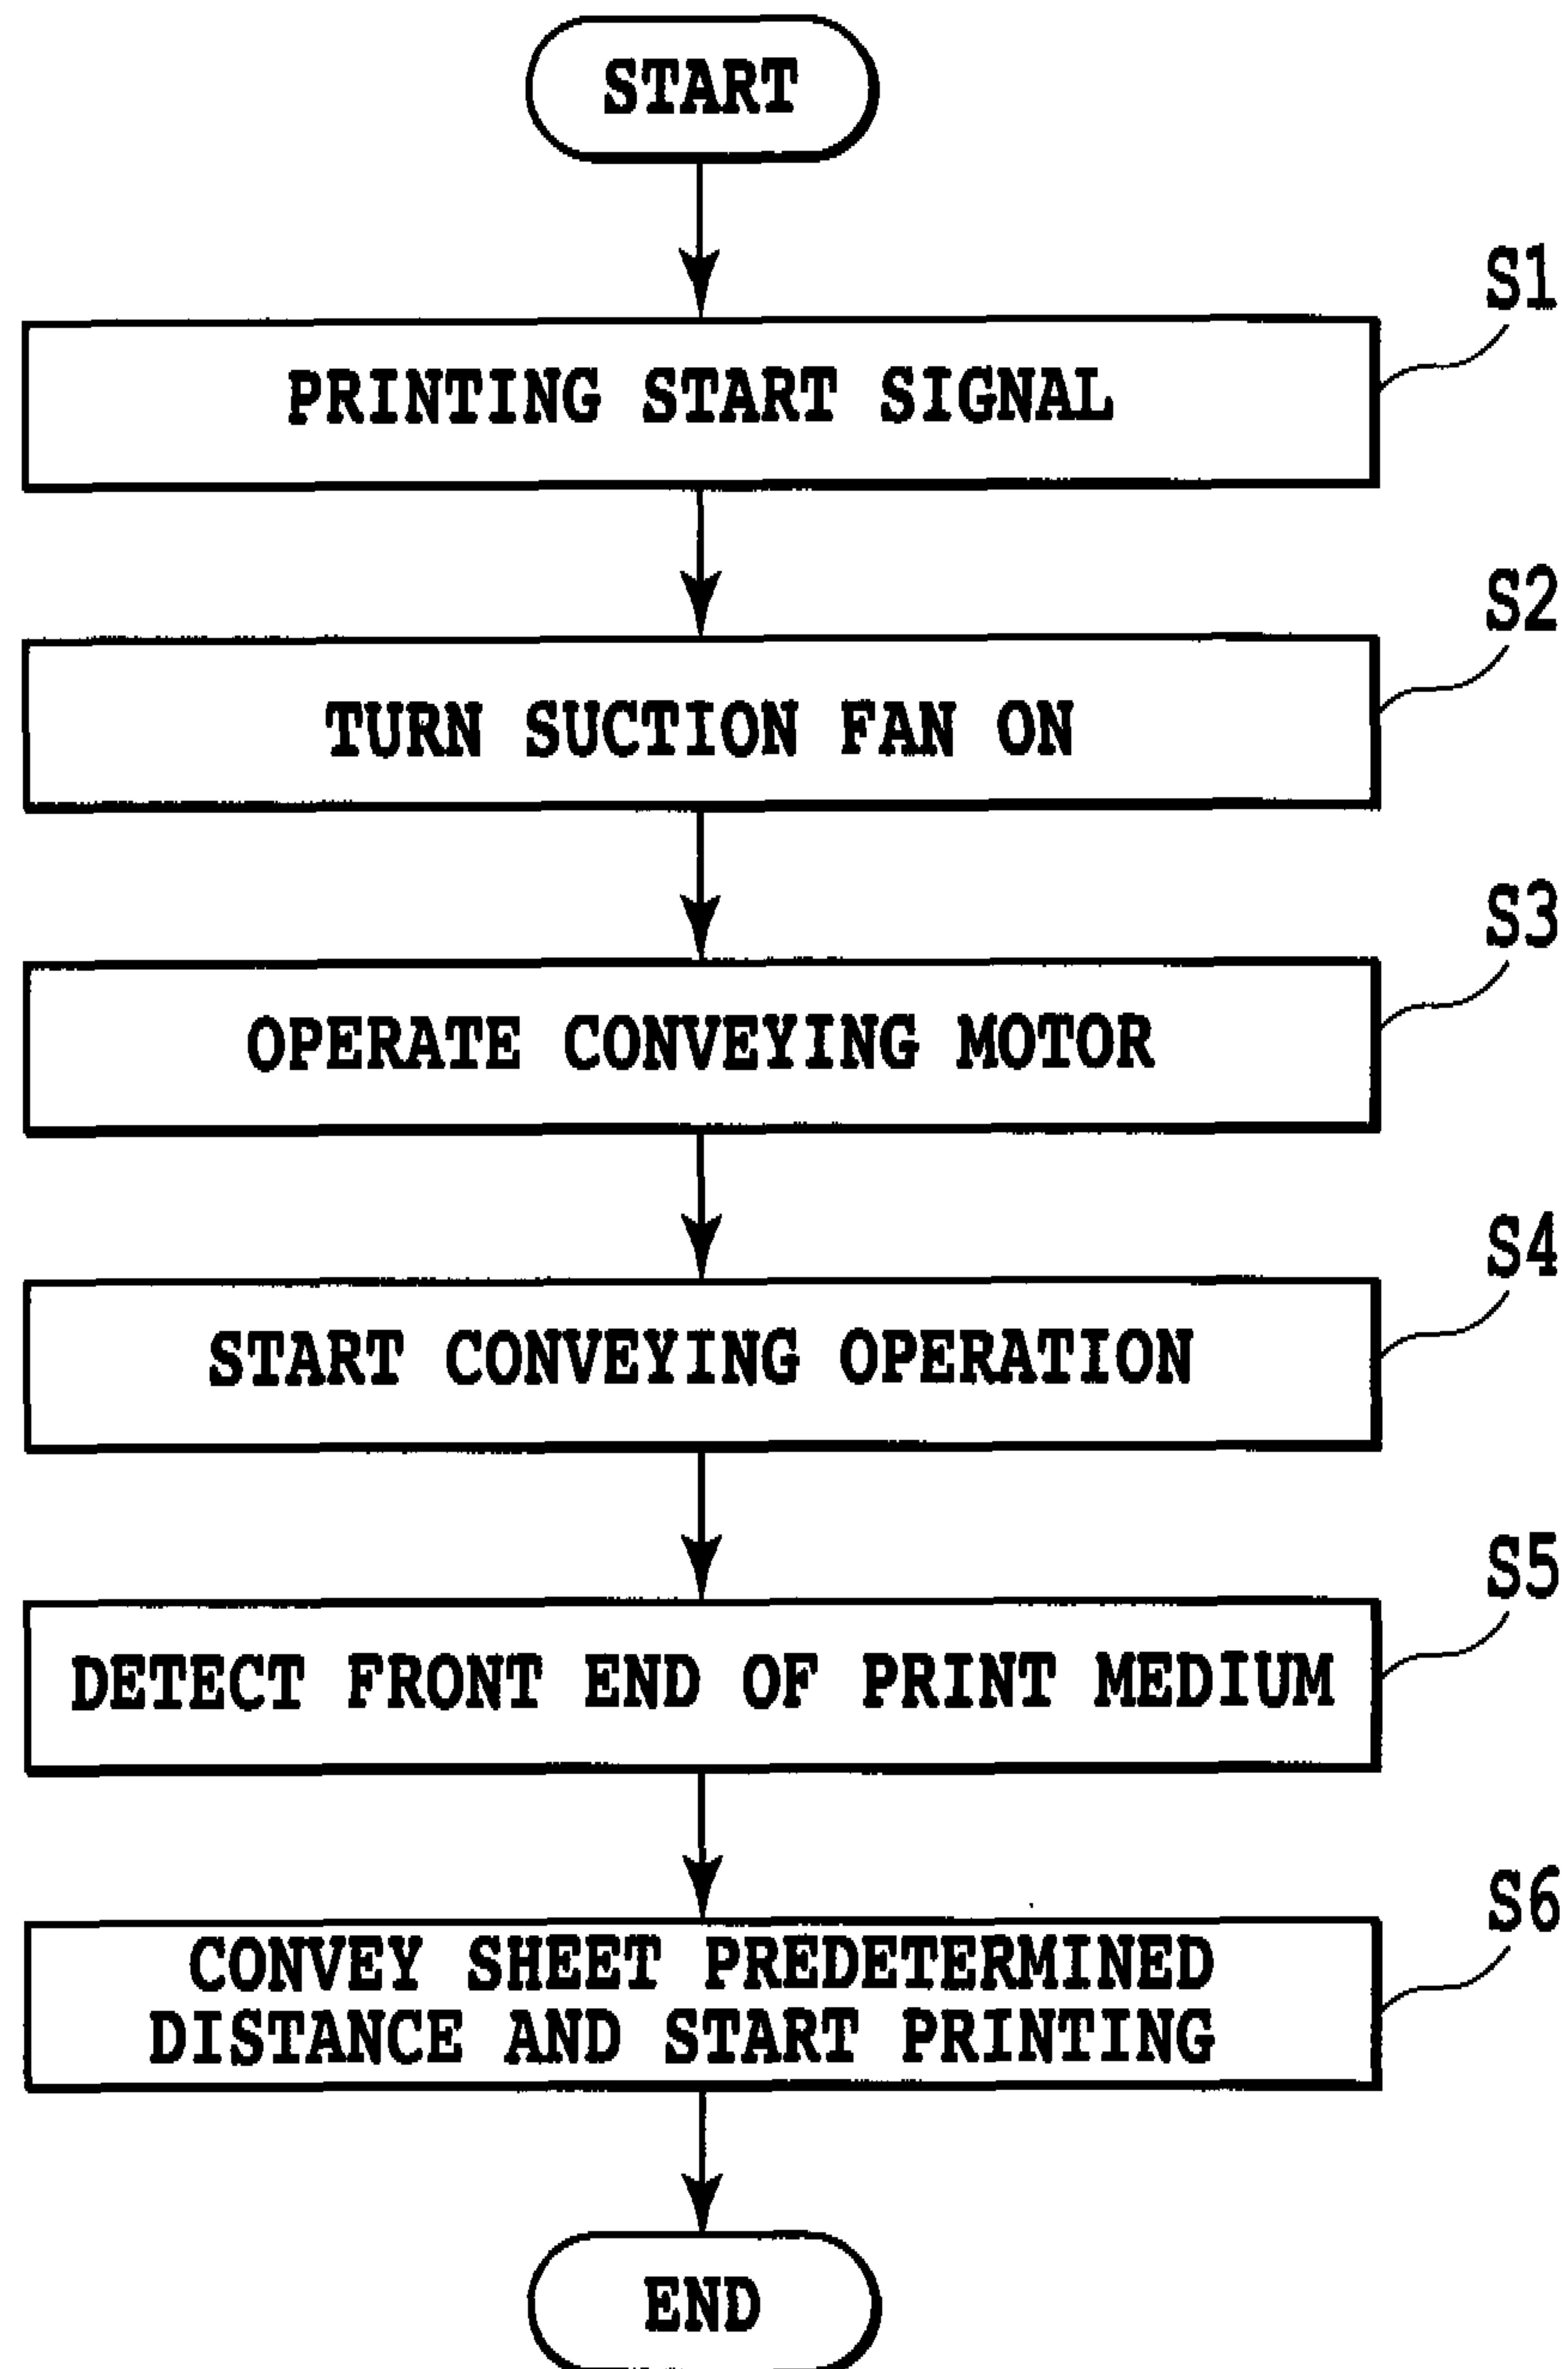 START
S1
PRINTING START SIGNAL
S2
TURN SUCTION FAN ON
S3
OPERATE CONVEYING MOTOR
S4
START CONVEYING OPERATION
S5
DETECT FRONT END OF PRINT MEDIUM
S6
CONVEY SHEET PREDETERMINED
DISTANCE AND START PRINTING
END